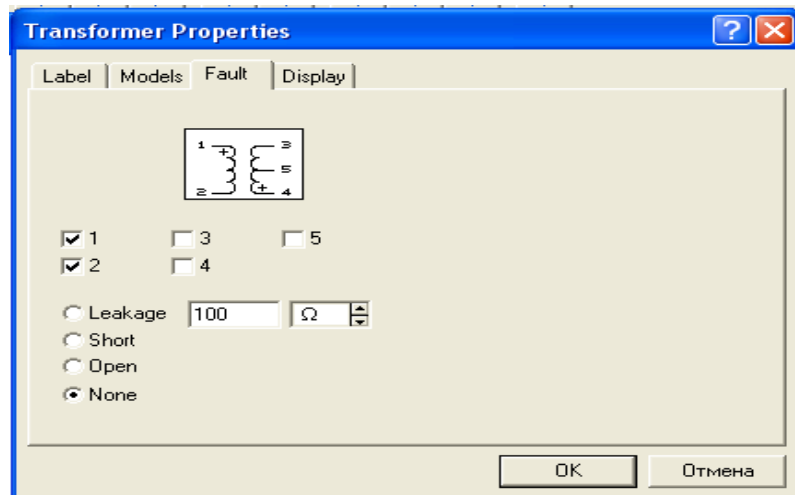 Transformer Properties
Label Models Fault Display
1 3
5
2 4
1 3 5
2 4
Leakage 100 Ω
Short
Open
None
OK Отмена